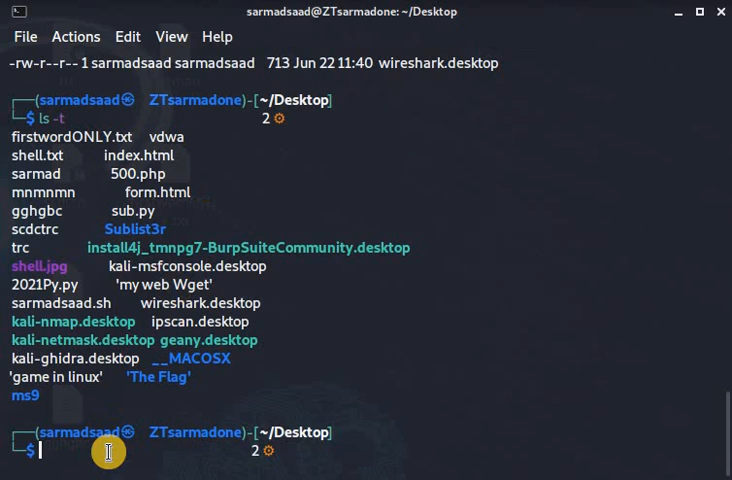 sarmadsaad@ZTsarmadone: ~/Desktop
File Actions Edit View Help
-rw-r--r-- 1 sarmadsaad sarmadsaad 713 Jun 22 11:40 wireshark.desktop
┌──(sarmadsaad㉿ ZTsarmadone)-[~/Desktop]
└─$ ls -t 2⚙
firstwordONLY.txt vdwa
shell.txt index.html
sarmad 500.php
mnmnmn form.html
gghgbc sub.py
scdctrc Sublist3r
trc install4j_tmnpg7-BurpSuiteCommunity.desktop
shell.jpg kali-msfconsole.desktop
2021Py.py 'my web Wget'
sarmadsaad.sh wireshark.desktop
kali-nmap.desktop ipscan.desktop
kali-netmask.desktop geany.desktop
kali-ghidra.desktop __MACOSX
'game in linux' 'The Flag'
ms9
┌──(sarmadsaad㉿ ZTsarmadone)-[~/Desktop]
└─$ 2⚙